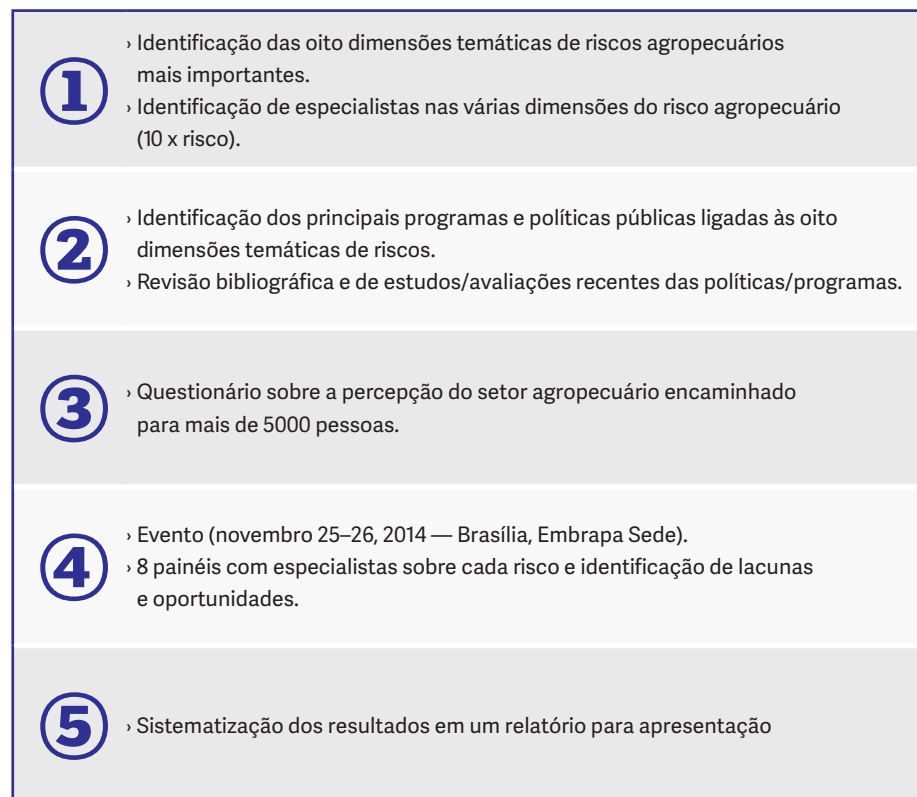 1
› Identificação das oito dimensões temáticas de riscos agropecuários
mais importantes.
› Identificação de especialistas nas várias dimensões do risco agropecuário
(10 x risco).
2
› Identificação dos principais programas e políticas públicas ligadas às oito
dimensões temáticas de riscos.
› Revisão bibliográfica e de estudos/avaliações recentes das políticas/programas.
3
› Questionário sobre a percepção do setor agropecuário encaminhado
para mais de 5000 pessoas.
4
› Evento (novembro 25–26, 2014 — Brasília, Embrapa Sede).
› 8 painéis com especialistas sobre cada risco e identificação de lacunas
e oportunidades.
5
› Sistematização dos resultados em um relatório para apresentação